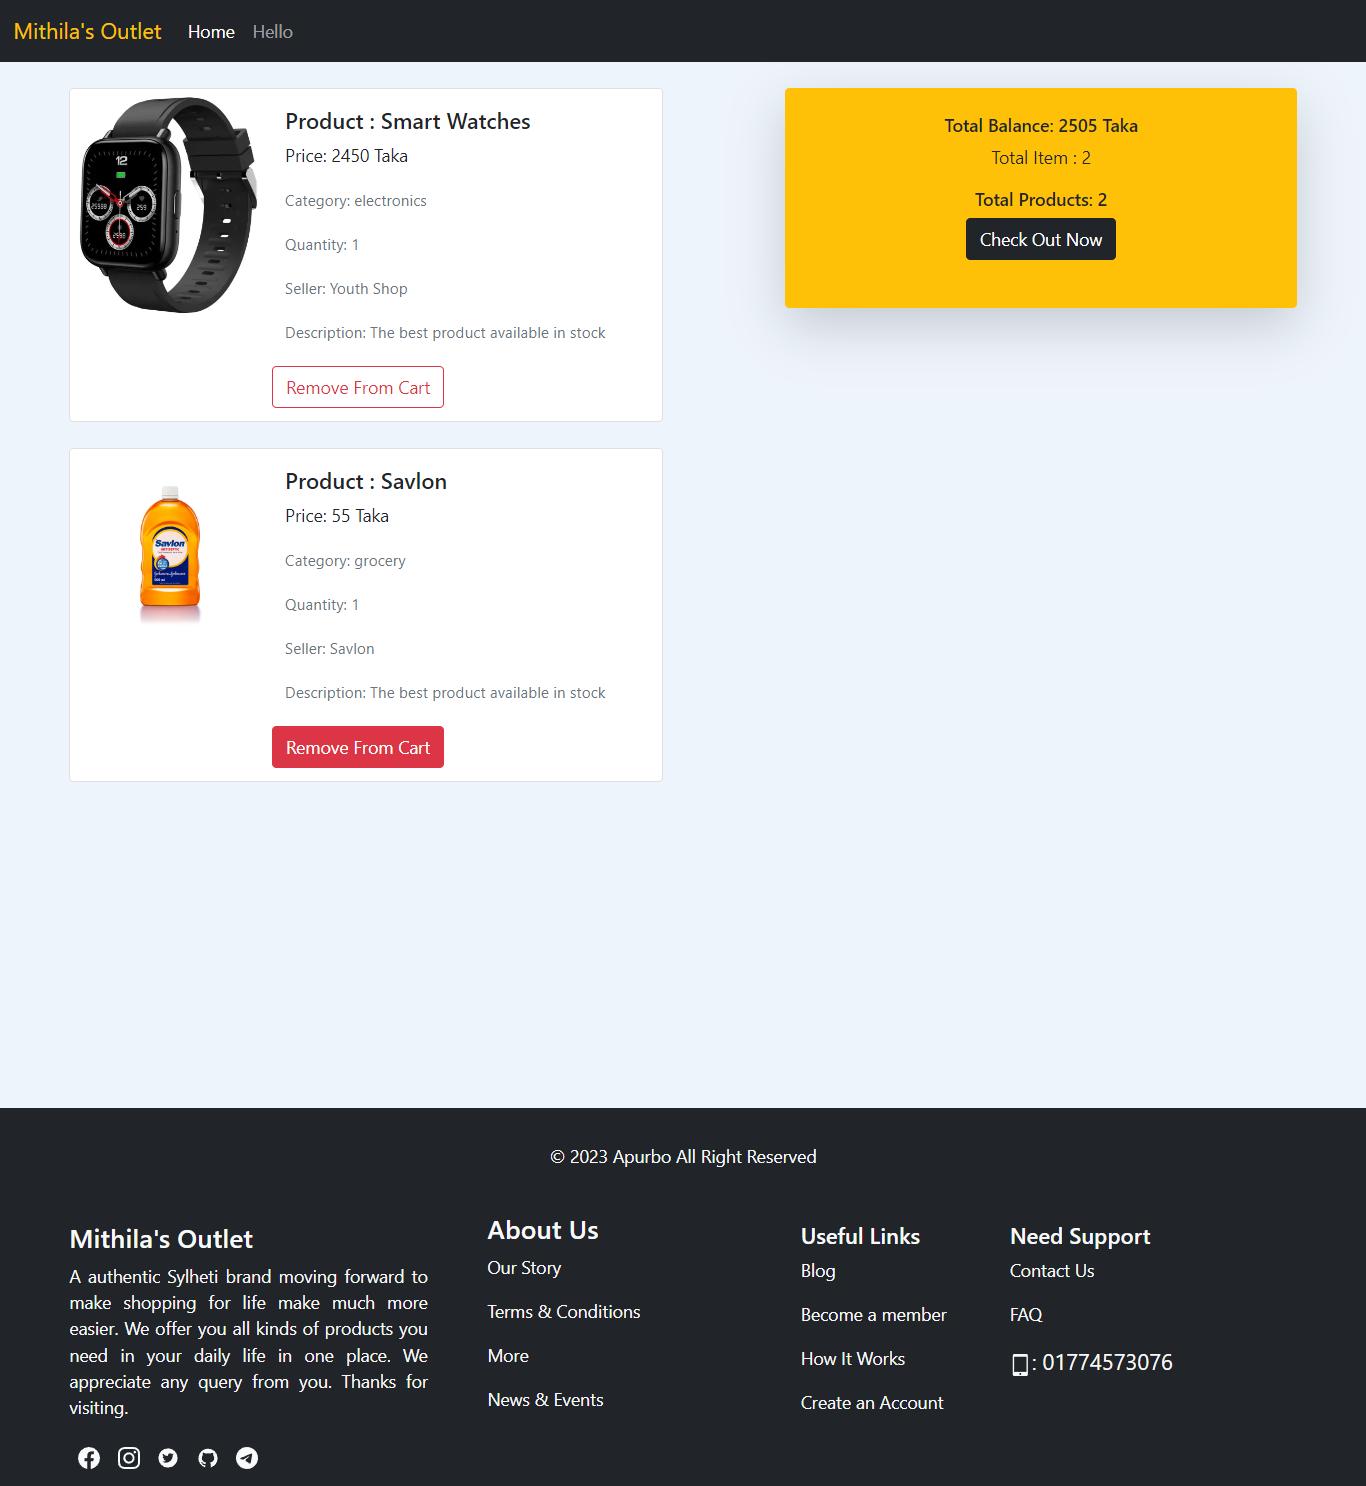 Mithila's Outlet Home Hello
12
Product : Smart Watches
Price: 2450 Taka
Category: electronics
Quantity: 1
Seller: Youth Shop
Description: The best product available in stock
Remove From Cart
Total Balance: 2505 Taka
Total Item : 2
Total Products: 2
Check Out Now
Savlon
ANTISEPTIC
Product : Savlon
Price: 55 Taka
Category: grocery
Quantity: 1
Seller: Savlon
Description: The best product available in stock
Remove From Cart
© 2023 Apurbo All Right Reserved
Mithila's Outlet
A authentic Sylheti brand moving forward to
make shopping for life make much more
easier. We offer you all kinds of products you
need in your daily life in one place. We
appreciate any query from you. Thanks for
visiting.
About Us
Our Story
Terms & Conditions
More
News & Events
Useful Links
Blog
Become a member
How It Works
Create an Account
Need Support
Contact Us
FAQ
: 01774573076